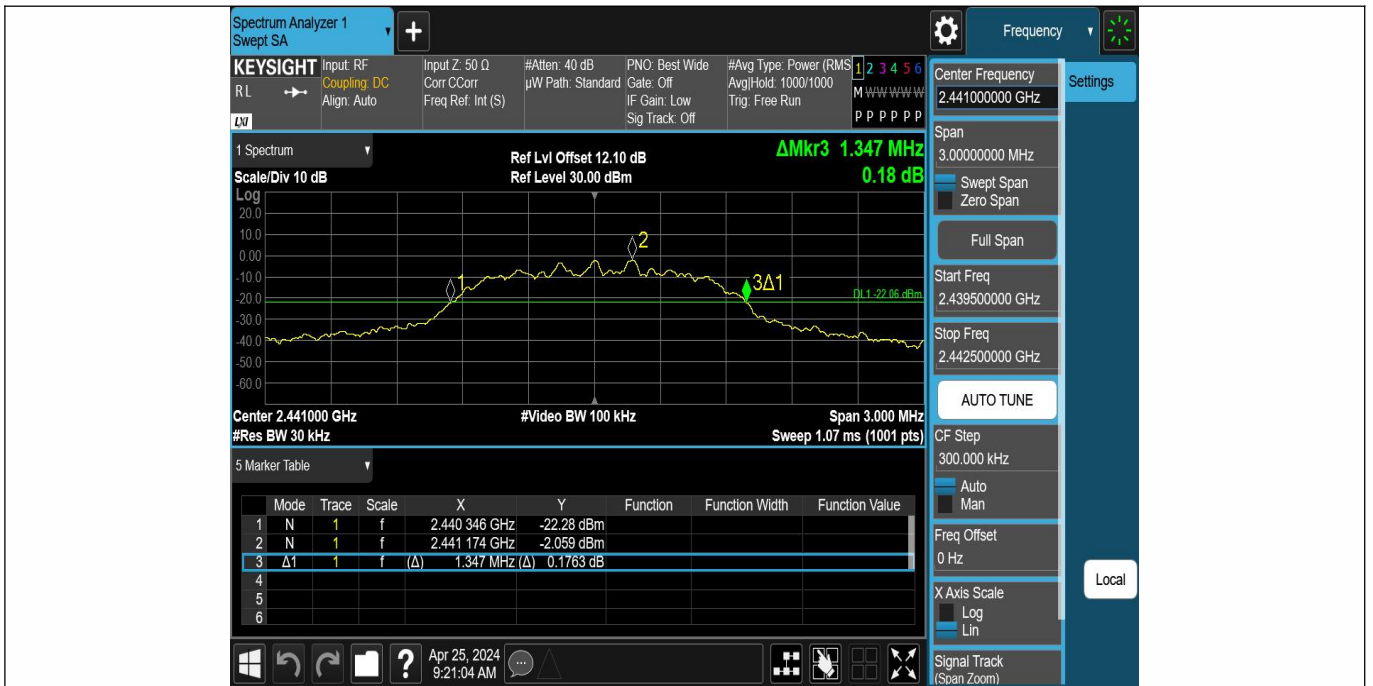 Spectrum Analyzer 1
Swept SA
+
Frequency
KEYSIGHT
RL
LXI
Input: RF
Coupling: DC
Align: Auto
Input Z: 50 Ω
Corr CCorr
Freq Ref: Int (S)
#Atten: 40 dB
µW Path: Standard
PNO: Best Wide
Gate: Off
IF Gain: Low
Sig Track: Off
#Avg Type: Power (RMS
Avg|Hold: 1000/1000
Trig: Free Run
1 2 3 4 5 6
M W W W W W
P P P P P P
Center Frequency
2.441000000 GHz
Settings
1 Spectrum
Scale/Div 10 dB
Ref Lvl Offset 12.10 dB
Ref Level 30.00 dBm
ΔMkr3 1.347 MHz
0.18 dB
Span
3.00000000 MHz
Swept Span
Zero Span
Full Span
Start Freq
2.439500000 GHz
Stop Freq
2.442500000 GHz
AUTO TUNE
CF Step
300.000 kHz
Auto
Man
Freq Offset
0 Hz
X Axis Scale
Log
Lin
Signal Track
(Span Zoom)
Local
Log
20.0
10.0
0.00
-10.0
-20.0
-30.0
-40.0
-50.0
-60.0
1
2
3Δ1
DL1 -22.06 dBm
Center 2.441000 GHz
#Res BW 30 kHz
#Video BW 100 kHz
Span 3.000 MHz
Sweep 1.07 ms (1001 pts)
5 Marker Table
Mode Trace Scale X Y Function Function Width Function Value
1 N 1 f 2.440 346 GHz -22.28 dBm
2 N 1 f 2.441 174 GHz -2.059 dBm
3 Δ1 1 f (Δ) 1.347 MHz (Δ) 0.1763 dB
4
5
6
?
Apr 25, 2024
9:21:04 AM